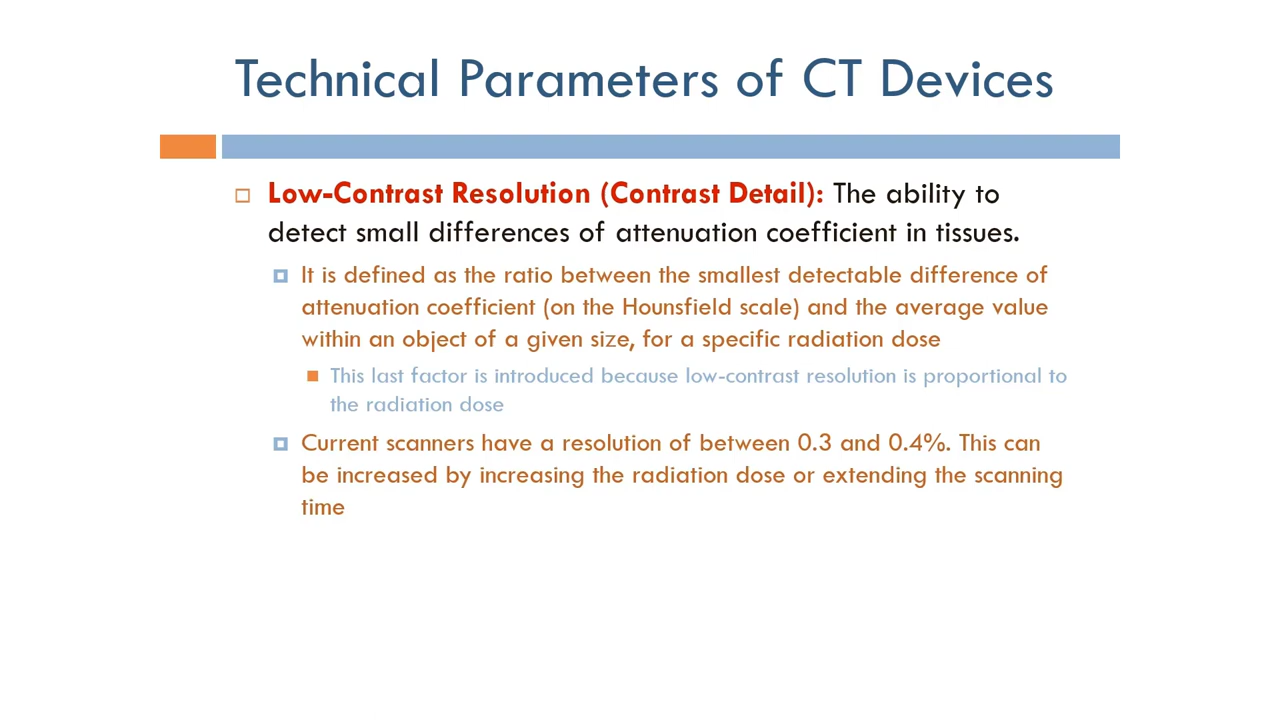 Technical Parameters of CT Devices
Low-Contrast Resolution (Contrast Detail): The ability to
detect small differences of attenuation coefficient in tissues.
It is defined as the ratio between the smallest detectable difference of
attenuation coefficient (on the Hounsfield scale) and the average value
within an object of a given size, for a specific radiation dose
This last factor is introduced because low-contrast resolution is proportional to
the radiation dose
Current scanners have a resolution of between 0.3 and 0.4%. This can
be increased by increasing the radiation dose or extending the scanning
time